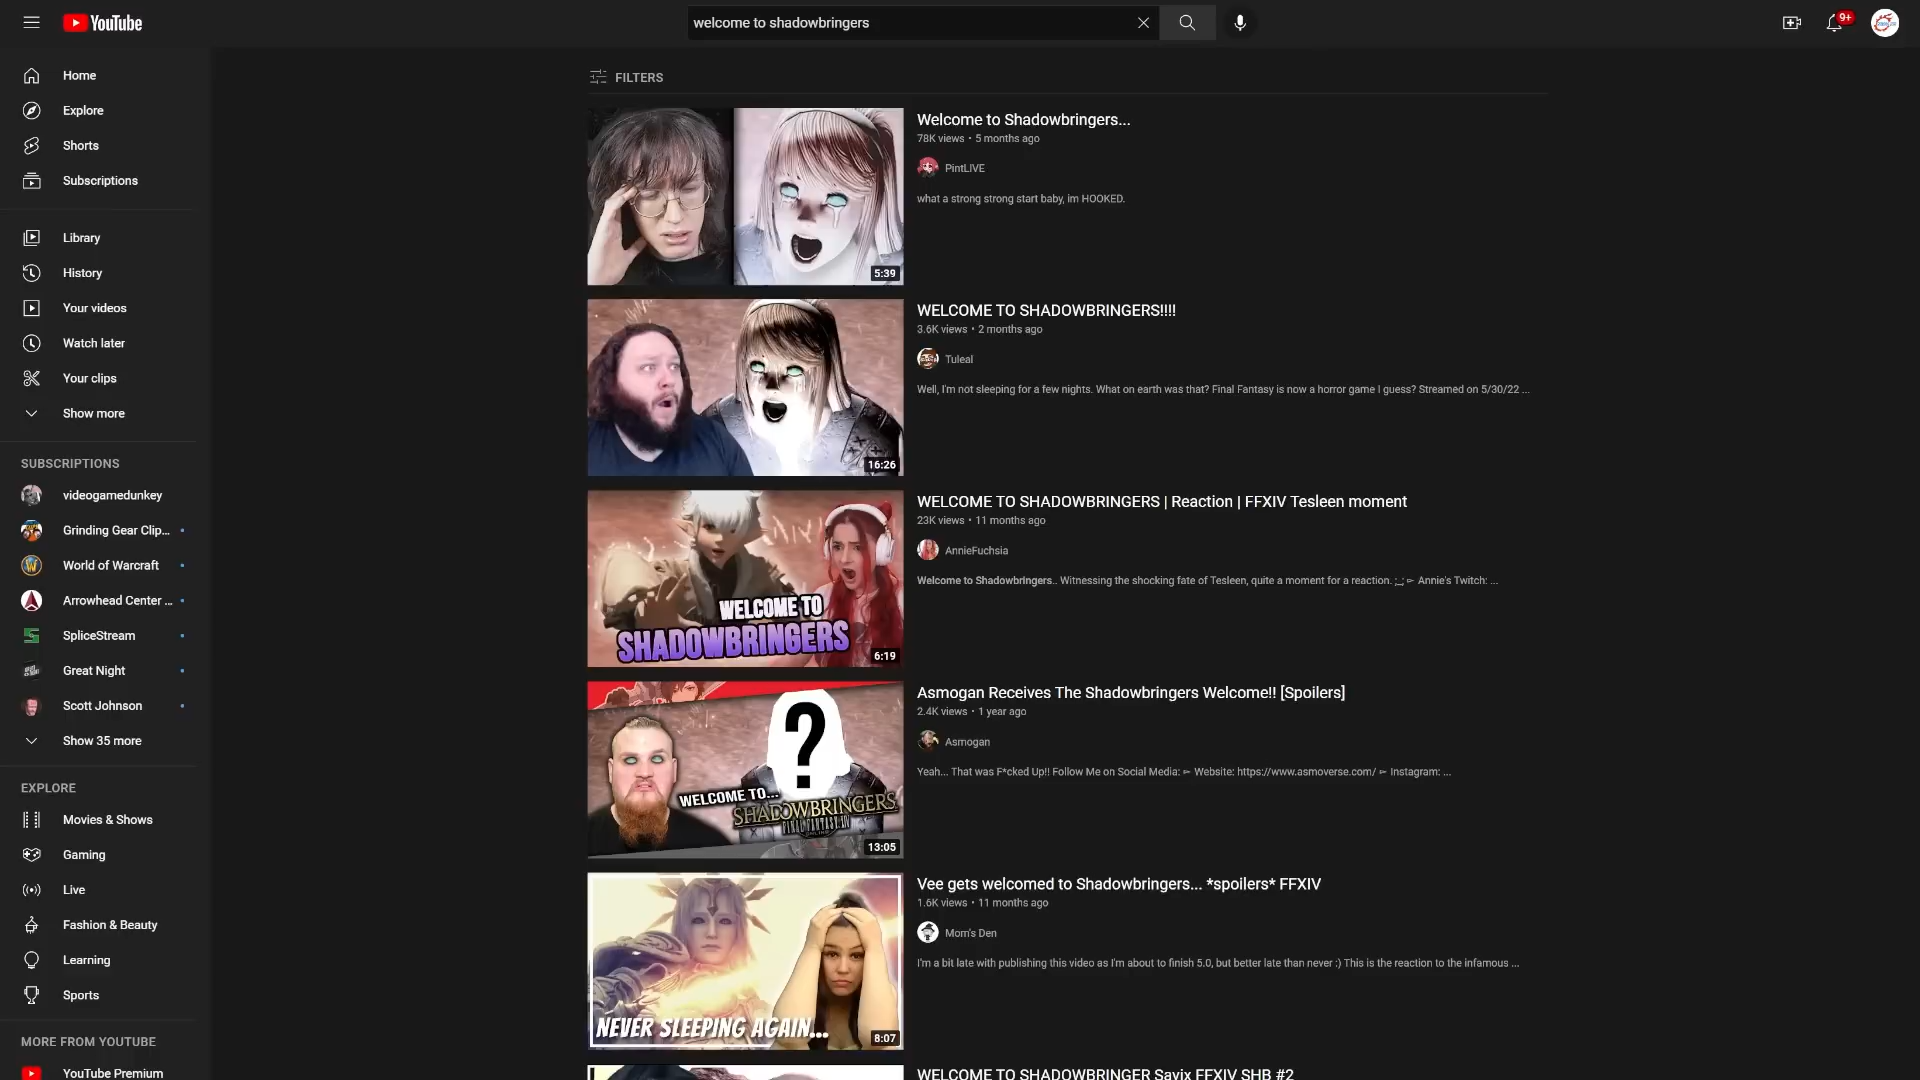 YouTube
welcome to shadowbringers
9+
Home
Explore
Shorts
Subscriptions
Library
History
Your videos
Watch later
Your clips
Show more
SUBSCRIPTIONS
videogamedunkey
Grinding Gear Clip...
World of Warcraft
Arrowhead Center ...
SpliceStream
Great Night
Scott Johnson
Show 35 more
EXPLORE
Movies & Shows
Gaming
Live
Fashion & Beauty
Learning
Sports
MORE FROM YOUTUBE
YouTube Premium
FILTERS
5:39
Welcome to Shadowbringers...
78K views • 5 months ago
PintLIVE
what a strong strong start baby, im HOOKED.
16:26
WELCOME TO SHADOWBRINGERS!!!!
3.6K views • 2 months ago
Tuleal
Well, I'm not sleeping for a few nights. What on earth was that? Final Fantasy is now a horror game I guess? Streamed on 5/30/22 ...
WELCOME TO
SHADOWBRINGERS
6:19
WELCOME TO SHADOWBRINGERS | Reaction | FFXIV Tesleen moment
23K views • 11 months ago
AnnieFuchsia
Welcome to Shadowbringers.. Witnessing the shocking fate of Tesleen, quite a moment for a reaction. ;_; ► Annie's Twitch: ...
?
WELCOME TO...
SHADOWBRINGERS
FINAL FANTASY XIV
ONLINE
13:05
Asmogan Receives The Shadowbringers Welcome!! [Spoilers]
2.4K views • 1 year ago
Asmogan
Yeah... That was F*cked Up!! Follow Me on Social Media: ► Website: https://www.asmoverse.com/ ► Instagram: ...
NEVER SLEEPING AGAIN...
8:07
Vee gets welcomed to Shadowbringers... *spoilers* FFXIV
1.6K views • 11 months ago
Mom's Den
I'm a bit late with publishing this video as I'm about to finish 5.0, but better late than never :) This is the reaction to the infamous ...
WELCOME TO SHADOWBRINGER Savix FFXIV SHB #2